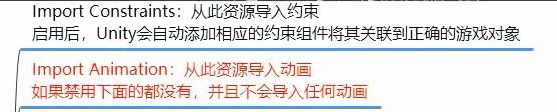 Import Constraints：从此资源导入约束
启用后，Unity会自动添加相应的约束组件将其关联到正确的游戏对象
Import Animation：从此资源导入动画
如果禁用下面的都没有，并且不会导入任何动画